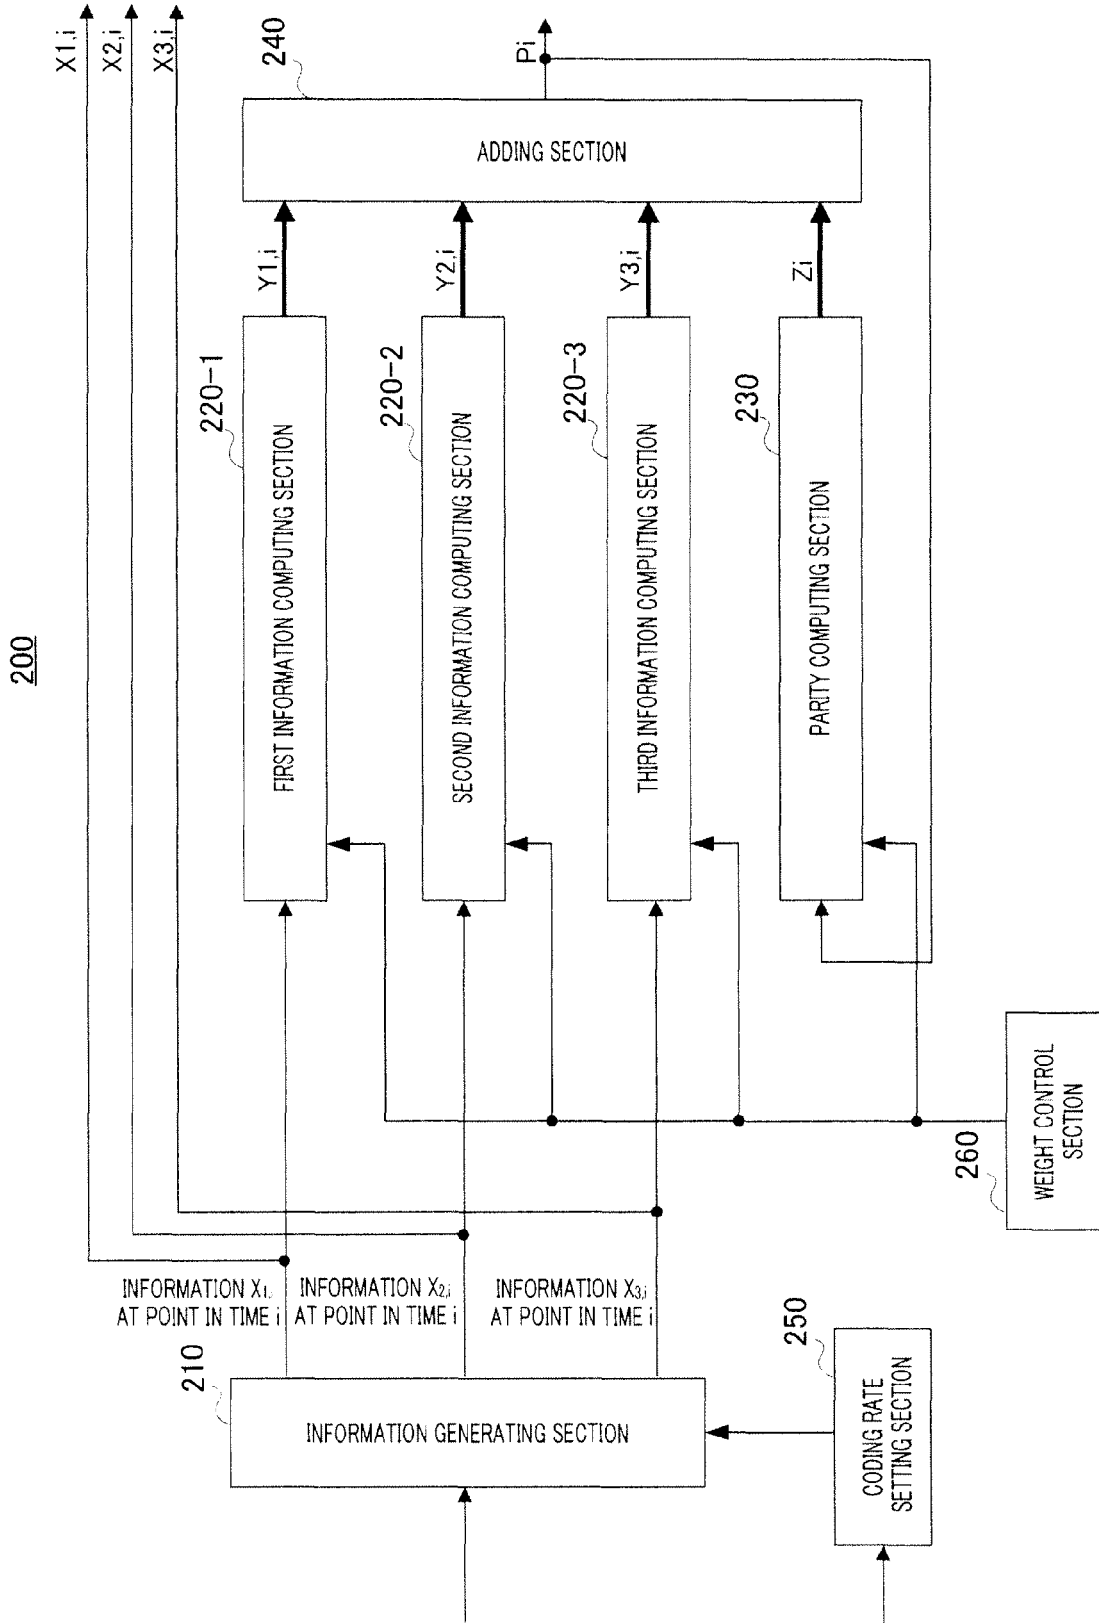 200
X1,i
X2,i
X3,i
210
INFORMATION GENERATING SECTION
INFORMATION X1,
AT POINT IN TIME i
INFORMATION X2,i
AT POINT IN TIME i
INFORMATION X3,i
AT POINT IN TIME i
220-1
FIRST INFORMATION COMPUTING SECTION
Y1,i
220-2
SECOND INFORMATION COMPUTING SECTION
Y2,i
220-3
THIRD INFORMATION COMPUTING SECTION
Y3,i
230
PARITY COMPUTING SECTION
Zi
240
ADDING SECTION
Pi
250
CODING RATE
SETTING SECTION
260
WEIGHT CONTROL
SECTION